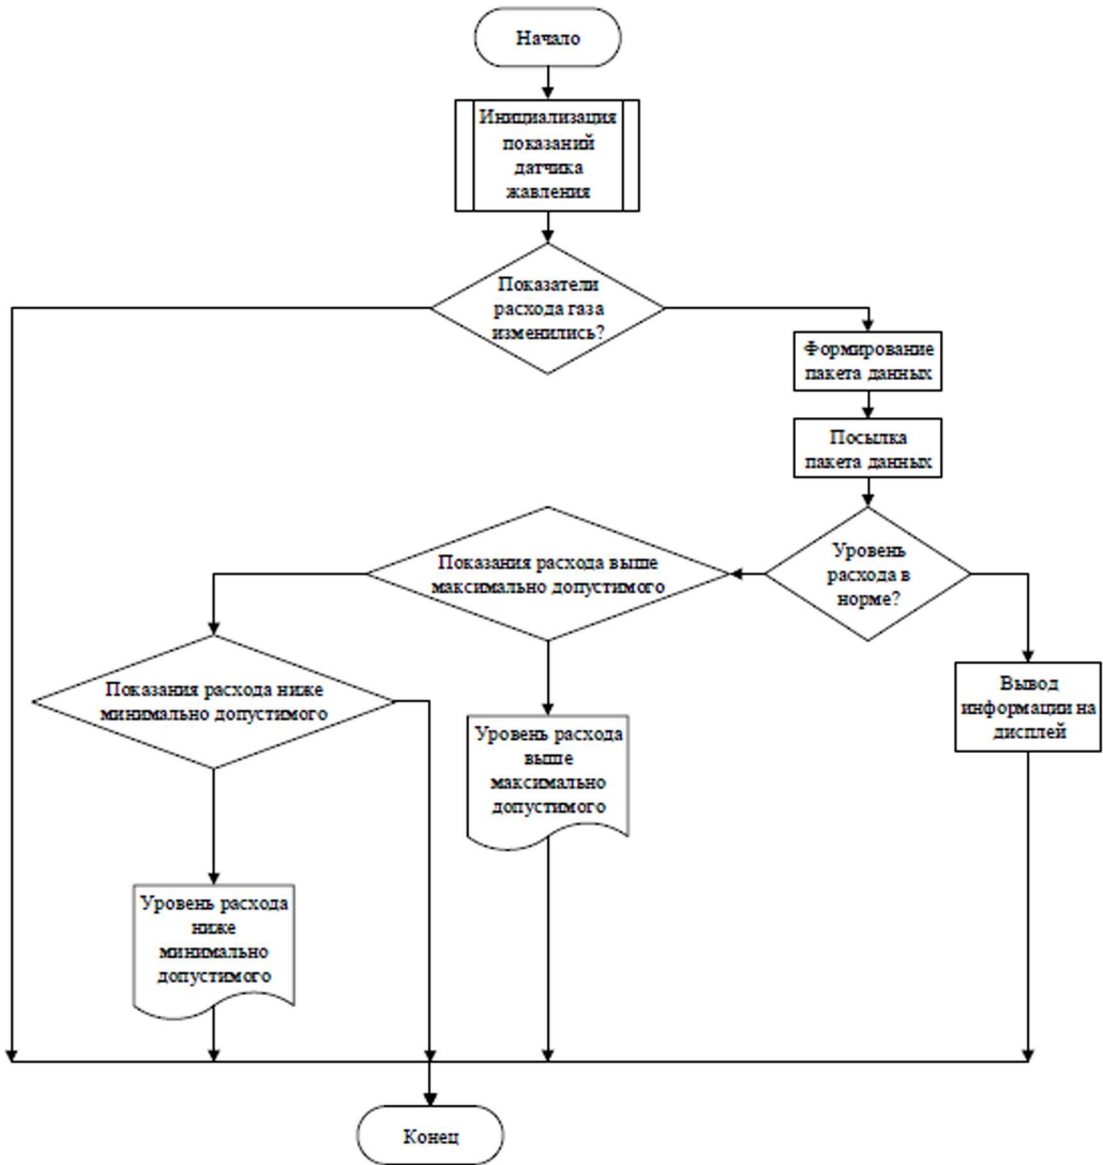 Начало
Инициализация
показаний
датчика
жавления
Показатели
расхода газа
изменились?
Формирование
пакета данных
Посылка
пакета данных
Уровень
расхода в
норме?
Показания расхода выше
максимально допустимого
Показания расхода ниже
минимально допустимого
Вывод
информации на
дисплей
Уровень расхода
выше
максимально
допустимого
Уровень расхода
ниже
минимально
допустимого
Конец